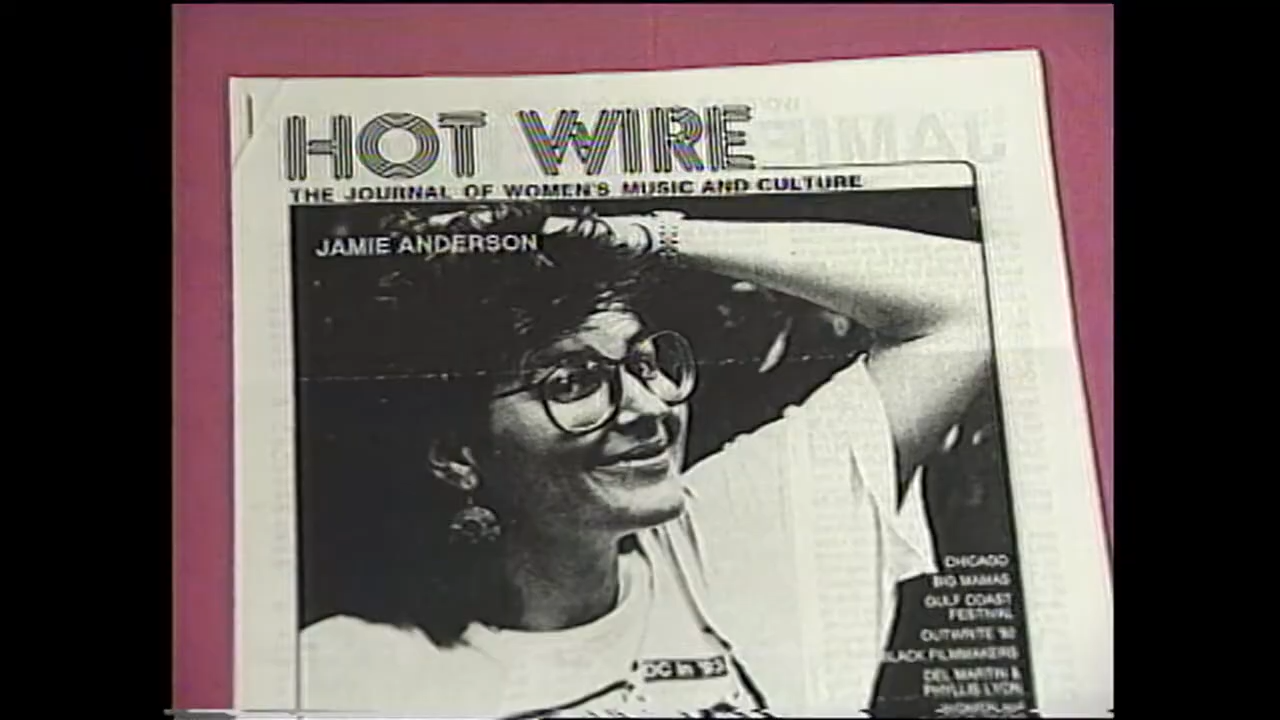 HOT WIRE
THE JOURNAL OF WOMEN'S MUSIC AND CULTURE
JAMIE ANDERSON
DC in '93
CHICAGO
BIG MAMAS
GULF COAST
FESTIVAL
OUTWRITE '92
BLACK FILMMAKERS
DEL MARTIN &
PHYLLIS LYON